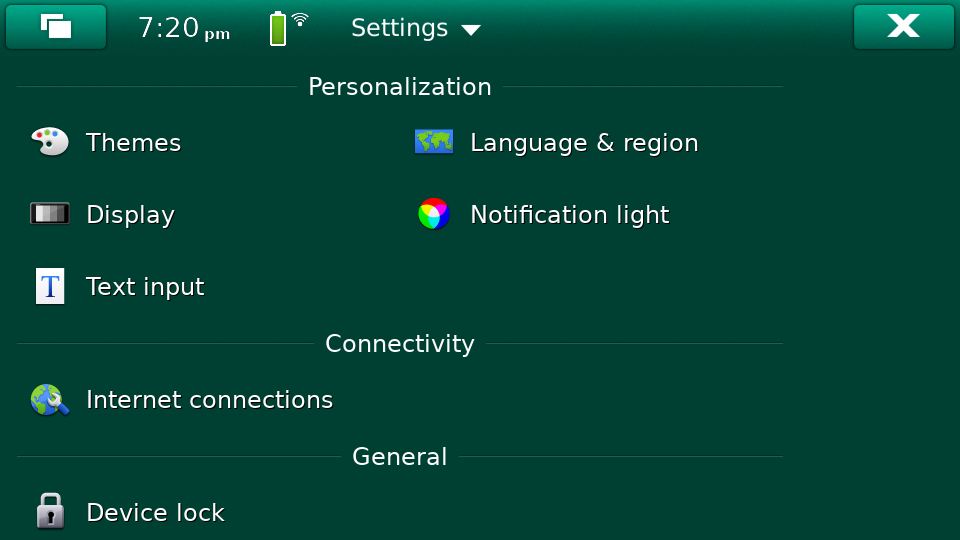 7:20 pm Settings
Personalization
Themes Language & region
Display Notification light
T Text input
Connectivity
Internet connections
General
Device lock